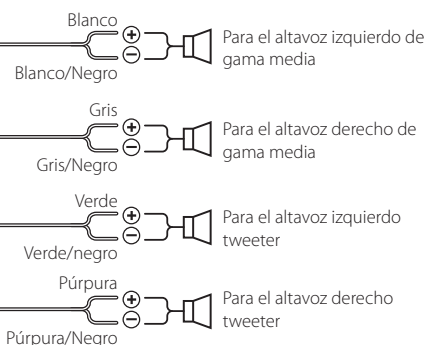 Blanco
Para el altavoz izquierdo de
gama media
Blanco/Negro
Gris
Para el altavoz derecho de
gama media
Gris/Negro
Verde
Para el altavoz izquierdo
tweeter
Verde/negro
Púrpura
Para el altavoz derecho
tweeter
Púrpura/Negro